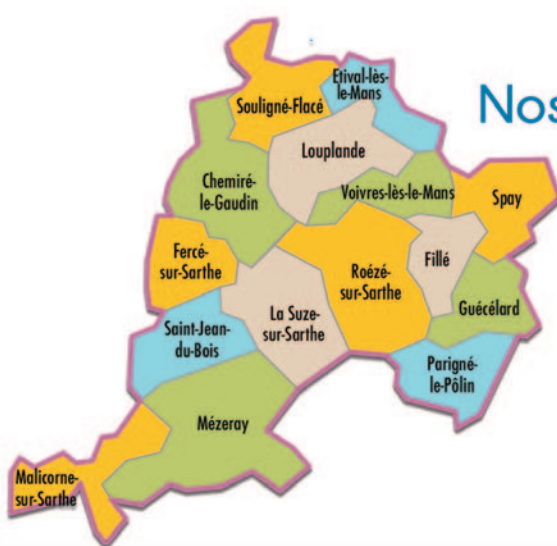 Nos
Etival-lès-
le-Mans
Souligné-Flacé
Louplande
Chemiré-
le-Gaudin
Voivres-lès-le-Mans
Spay
Fercé-
sur-Sarthe
Roézé-
sur-Sarthe
Fillé
Guécélard
La Suze-
sur-Sarthe
Saint-Jean-
du-Bois
Parigné-
le-Pôlin
Mézeray
Malicorne-
sur-Sarthe